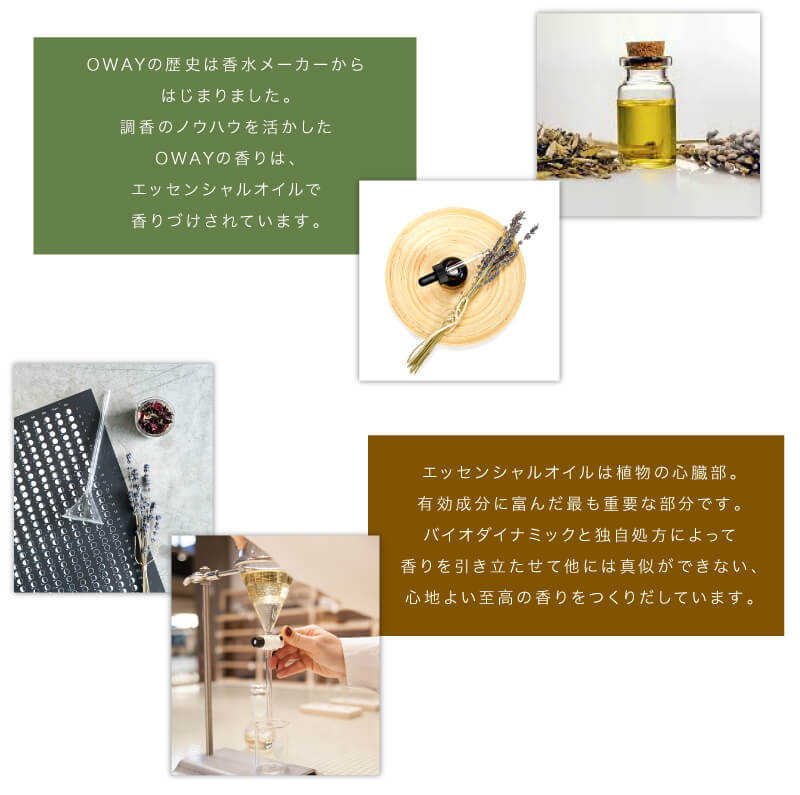 OWAYの歴史は香水メーカーから
はじまりました。
調香のノウハウを活かした
OWAYの香りは、
エッセンシャルオイルで
香りづけされています。
エッセンシャルオイルは植物の心臓部。
有効成分に富んだ最も重要な部分です。
バイオダイナミックと独自処方によって
香りを引き立たせて他には真似ができない、
心地よい至高の香りをつくりだしています。